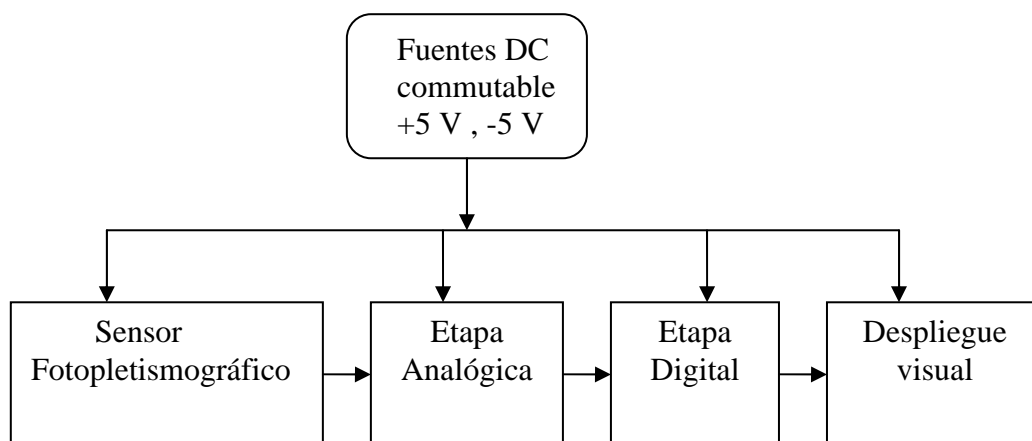 Fuentes DC
commutable
+5 V , -5 V
Sensor
Fotopletismográfico
Etapa
Analógica
Etapa
Digital
Despliegue
visual